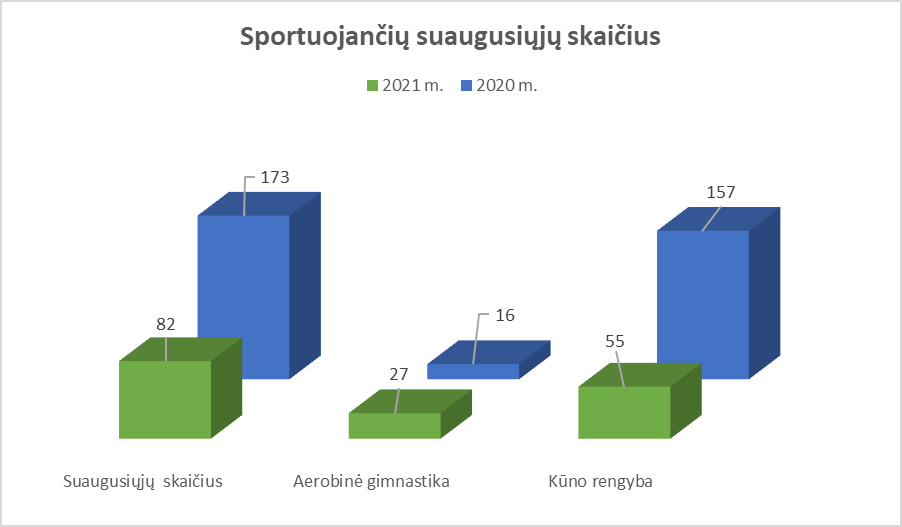 Sportuojančių suaugusiųjų skaičius
2021 m. 2020 m.
173
157
82
16
55
27
Suaugusiųjų skaičius Aerobinė gimnastika Kūno rengyba